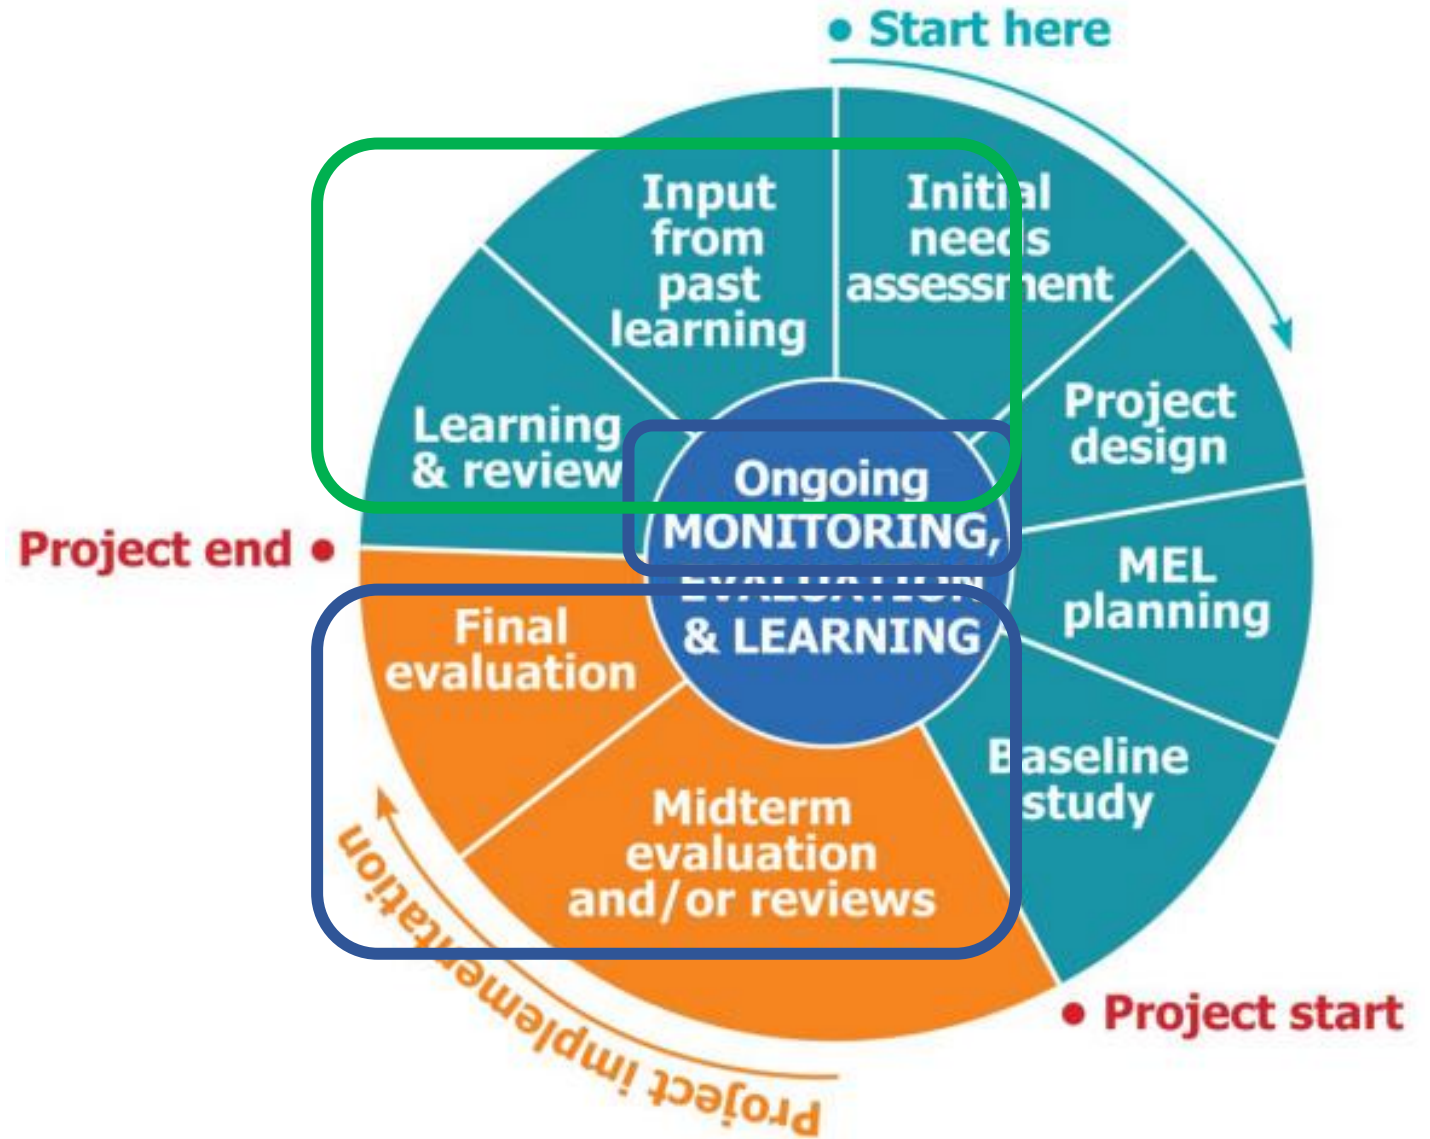 Start here
Initial
needs
assessment
Project
design
MEL
planning
Baseline
study
Project start
Midterm
evaluation
and/or reviews
Project implementation
Final
evaluation
Project end
Learning
& review
Input
from
past
learning
Ongoing
MONITORING,
EVALUATION
& LEARNING